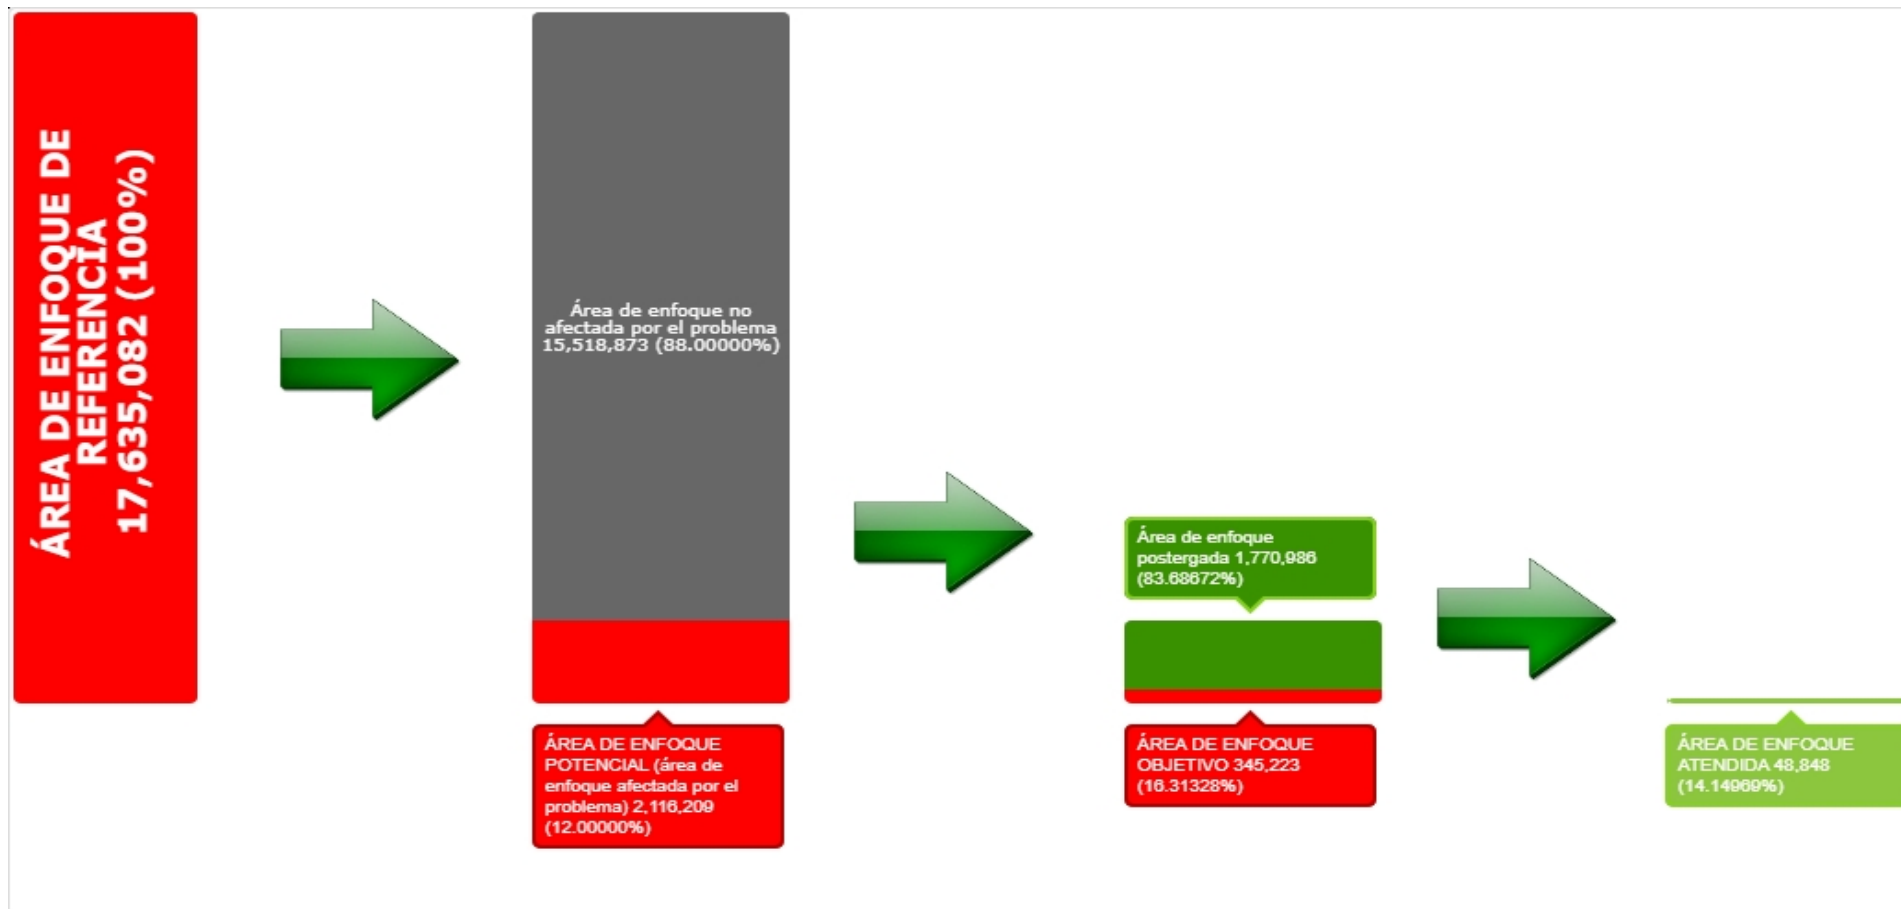 ÁREA DE ENFOQUE DE
REFERENCIA
17,635,082 (100%)
Área de enfoque no
afectada por el problema
15,518,873 (88.00000%)
ÁREA DE ENFOQUE
POTENCIAL (área de
enfoque afectada por el
problema) 2,116,209
(12.00000%)
Área de enfoque
postergada 1,770,986
(83.68672%)
ÁREA DE ENFOQUE
OBJETIVO 345,223
(16.31328%)
ÁREA DE ENFOQUE
ATENDIDA 48,848
(14.14969%)